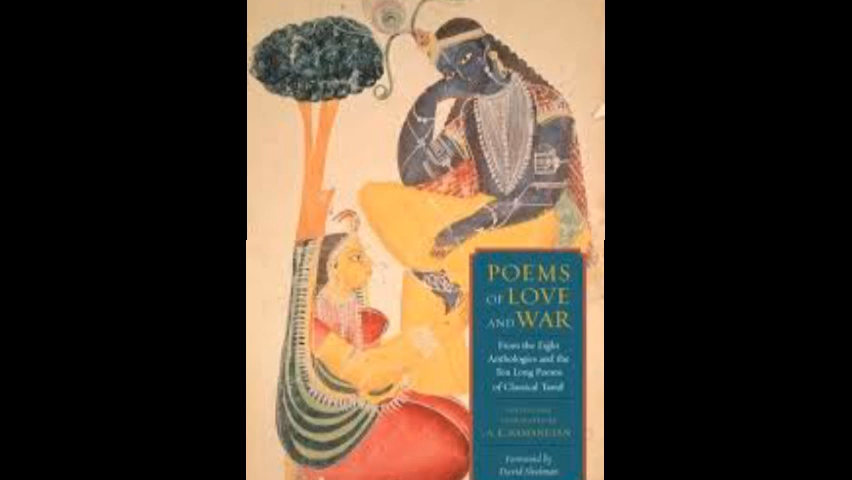 POEMS
OF LOVE
AND WAR
From the Eight
Anthologies and the
Ten Long Poems
of Classical Tamil
A. K. RAMANUJAN
Foreword by
David Shulman